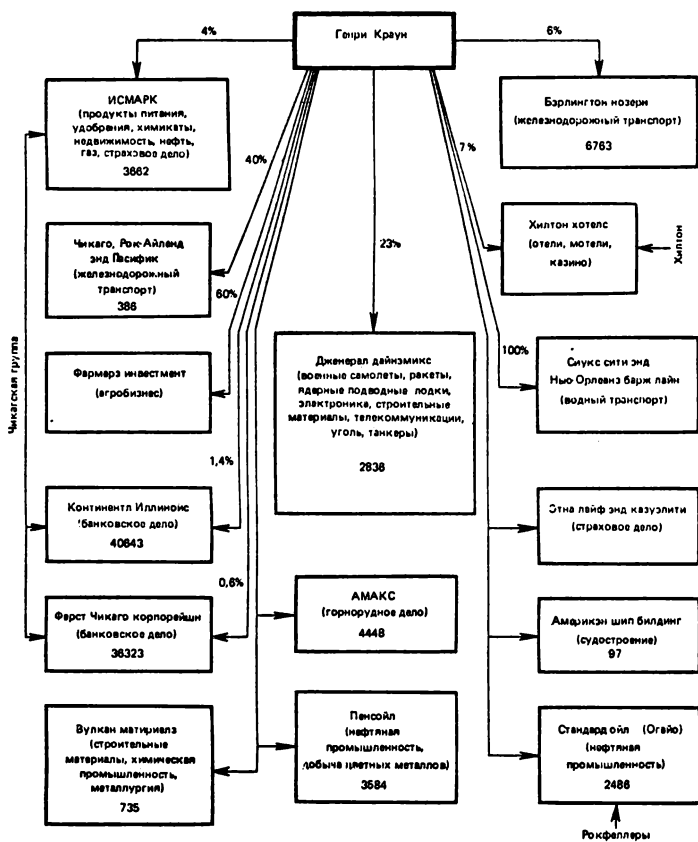 Генри Краун
4%
6%
ИСМАРК
(продукты питания,
удобрения, химикаты,
недвижимость, нефть,
газ, страховое дело)
3662
Бэрлингтон нозерн
(железнодорожный транспорт)
6763
40%
7%
23%
Чикаго, Рок-Айленд
энд Пасифик
(железнодорожный
транспорт)
386
Хилтон хотелс
(отели, мотели,
казино)
Хилтон
60%
100%
Чикагская группа
Фармерз инвестмент
(агробизнес)
Дженерал дайнэмикс
(военные самолеты, ракеты,
ядерные подводные лодки,
электроника, строительные
материалы, телекоммуникации,
уголь, танкеры)
2838
Сиукс сити энд
Нью-Орлеанз барж лайн
(водный транспорт)
1,4%
Континентл Иллинойс
(банковское дело)
40643
Этна лайф энд казуэлити
(страховое дело)
0,6%
Ферст Чикаго корпорейшн
(банковское дело)
36323
АМАКС
(горнорудное дело)
4448
Америкэн шип билдинг
(судостроение)
97
Вулкан матириелз
(строительные
материалы, химическая
промышленность,
металлургия)
735
Пенсойл
(нефтяная
промышленность,
добыча цветных металлов)
3584
Стандард ойл (Огайо)
(нефтяная
промышленность)
2486
Рокфеллеры